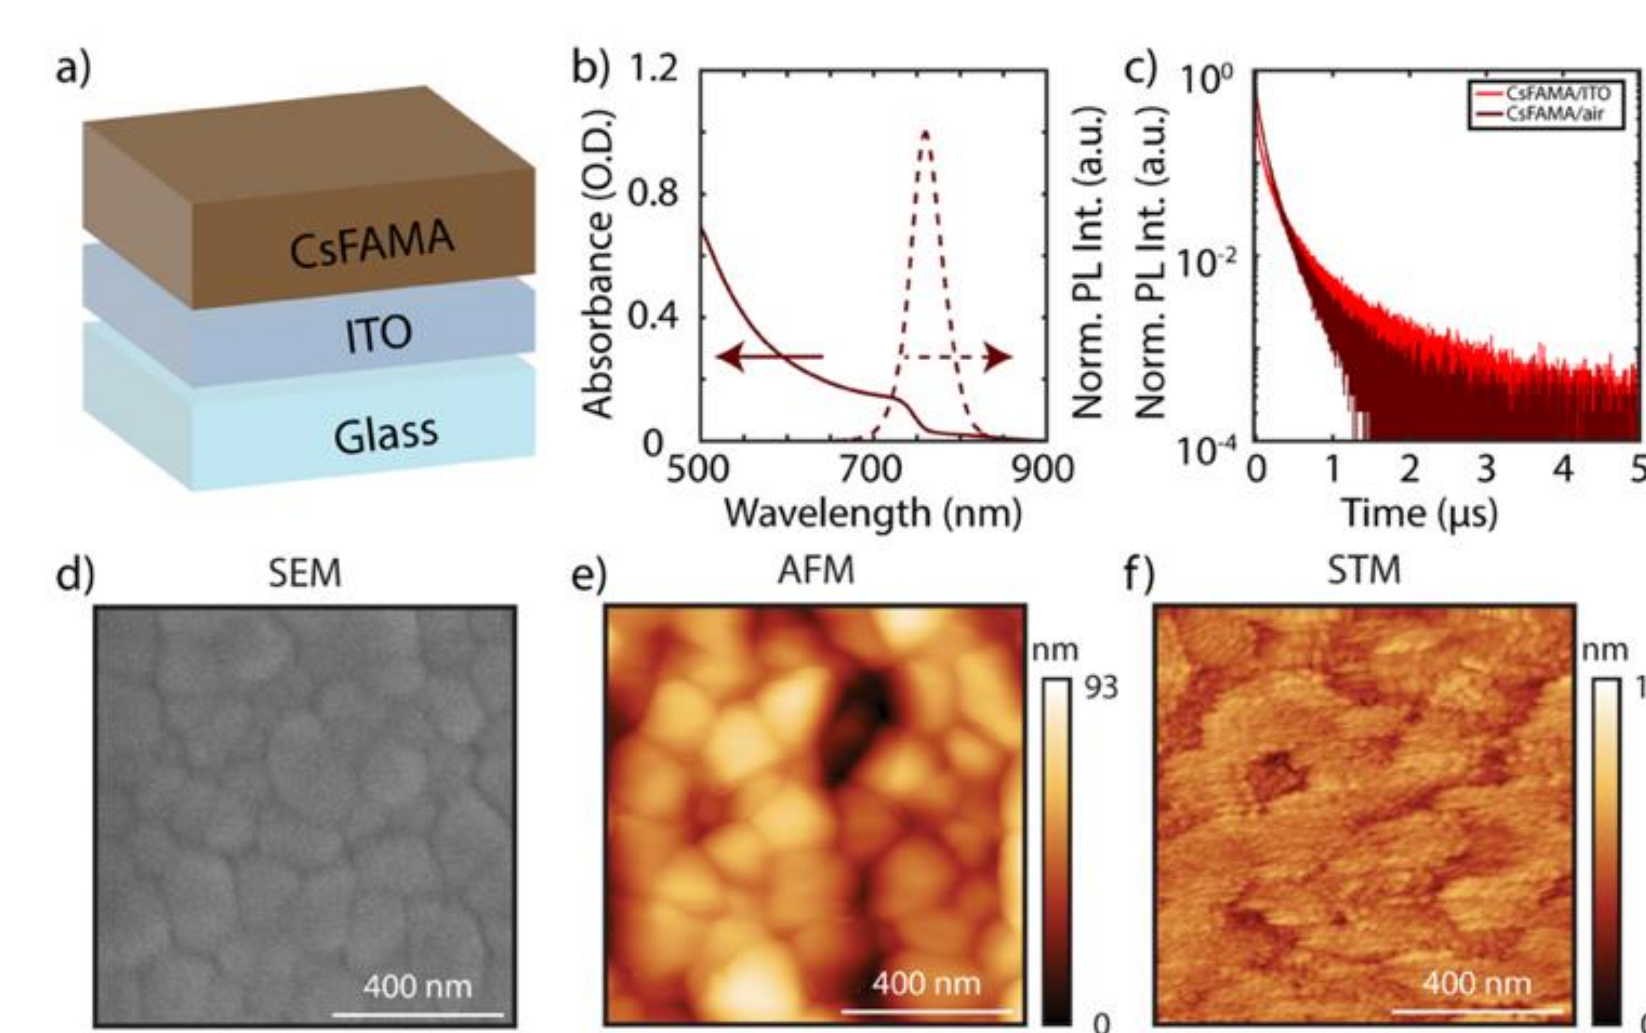 a)
CsFAMA
ITO
Glass
b)
Absorbance (O.D.)
1.2
0.8
0.4
0
500
700
900
Wavelength (nm)
Norm. PL Int. (a.u.)
c)
Norm. PL Int. (a.u.)
10⁰
10⁻²
10⁻⁴
CsFAMA/ITO
CsFAMA/air
0
1
2
3
4
5
Time (μs)
d)
SEM
400 nm
e)
AFM
400 nm
nm
93
0
f)
STM
400 nm
nm